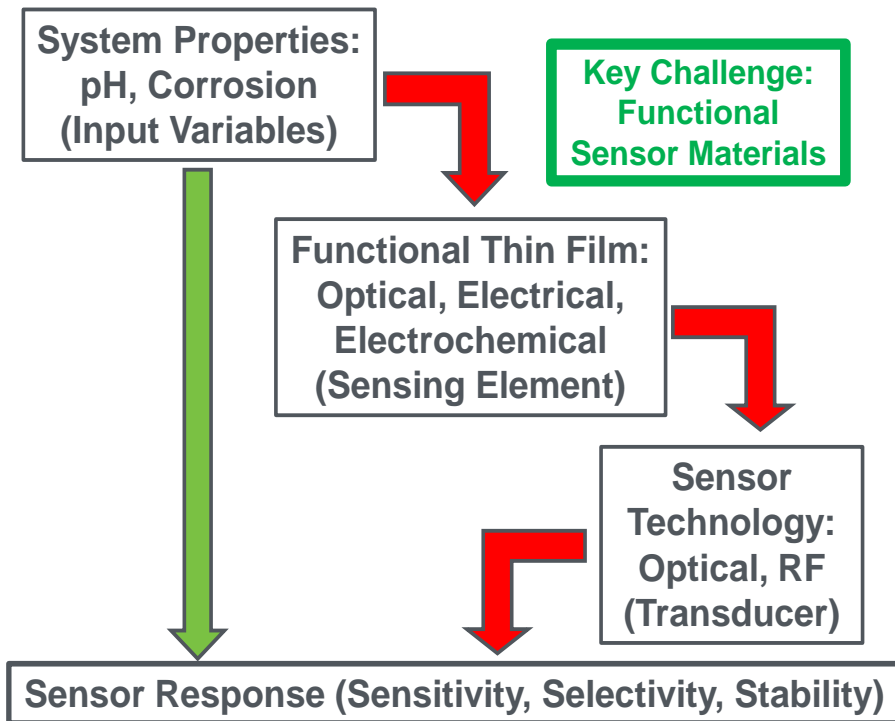 System Properties:
pH, Corrosion
(Input Variables)
Key Challenge:
Functional
Sensor Materials
Functional Thin Film:
Optical, Electrical,
Electrochemical
(Sensing Element)
Sensor
Technology:
Optical, RF
(Transducer)
Sensor Response (Sensitivity, Selectivity, Stability)